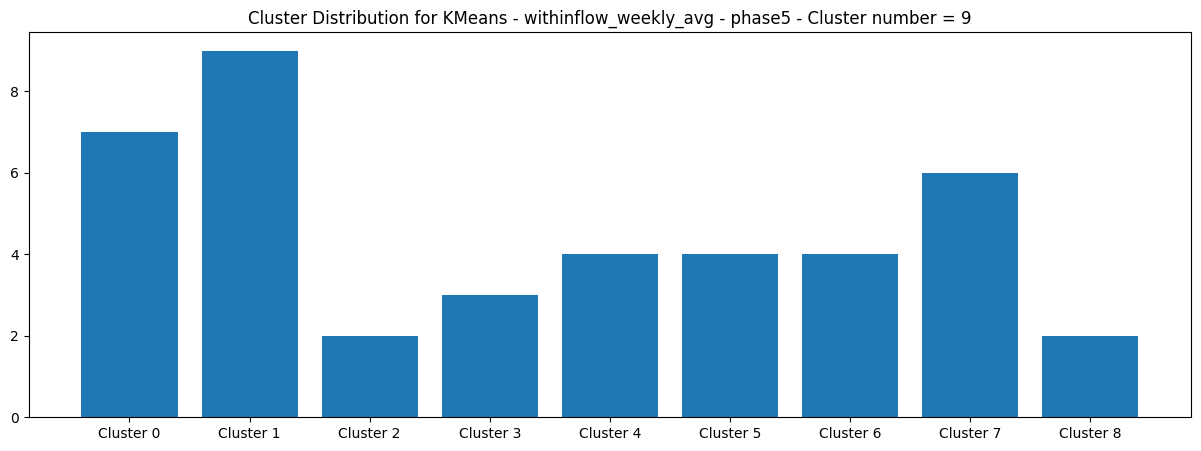 Cluster Distribution for KMeans - withinflow_weekly_avg - phase5 - Cluster number = 9
8
6
4
2
0
Cluster 0 Cluster 1 Cluster 2 Cluster 3 Cluster 4 Cluster 5 Cluster 6 Cluster 7 Cluster 8